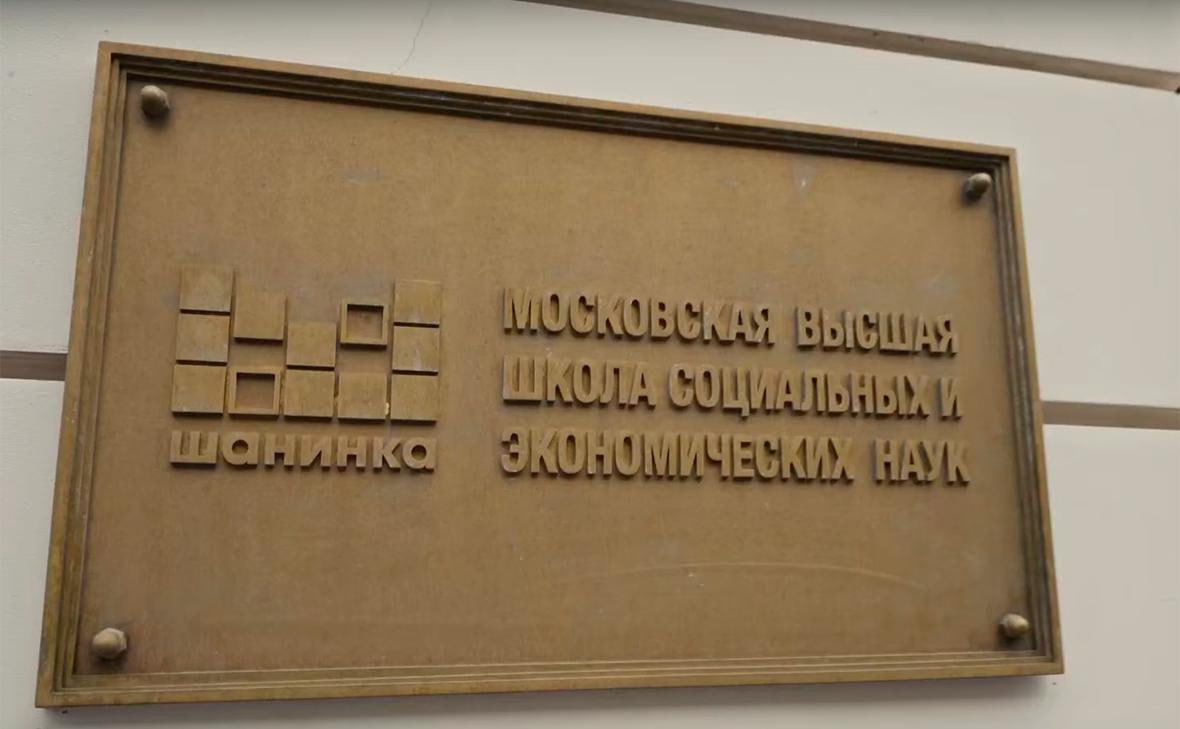 шанинка
МОСКОВСКАЯ ВЫСШАЯ
ШКОЛА СОЦИАЛЬНЫХ И
ЭКОНОМИЧЕСКИХ НАУК